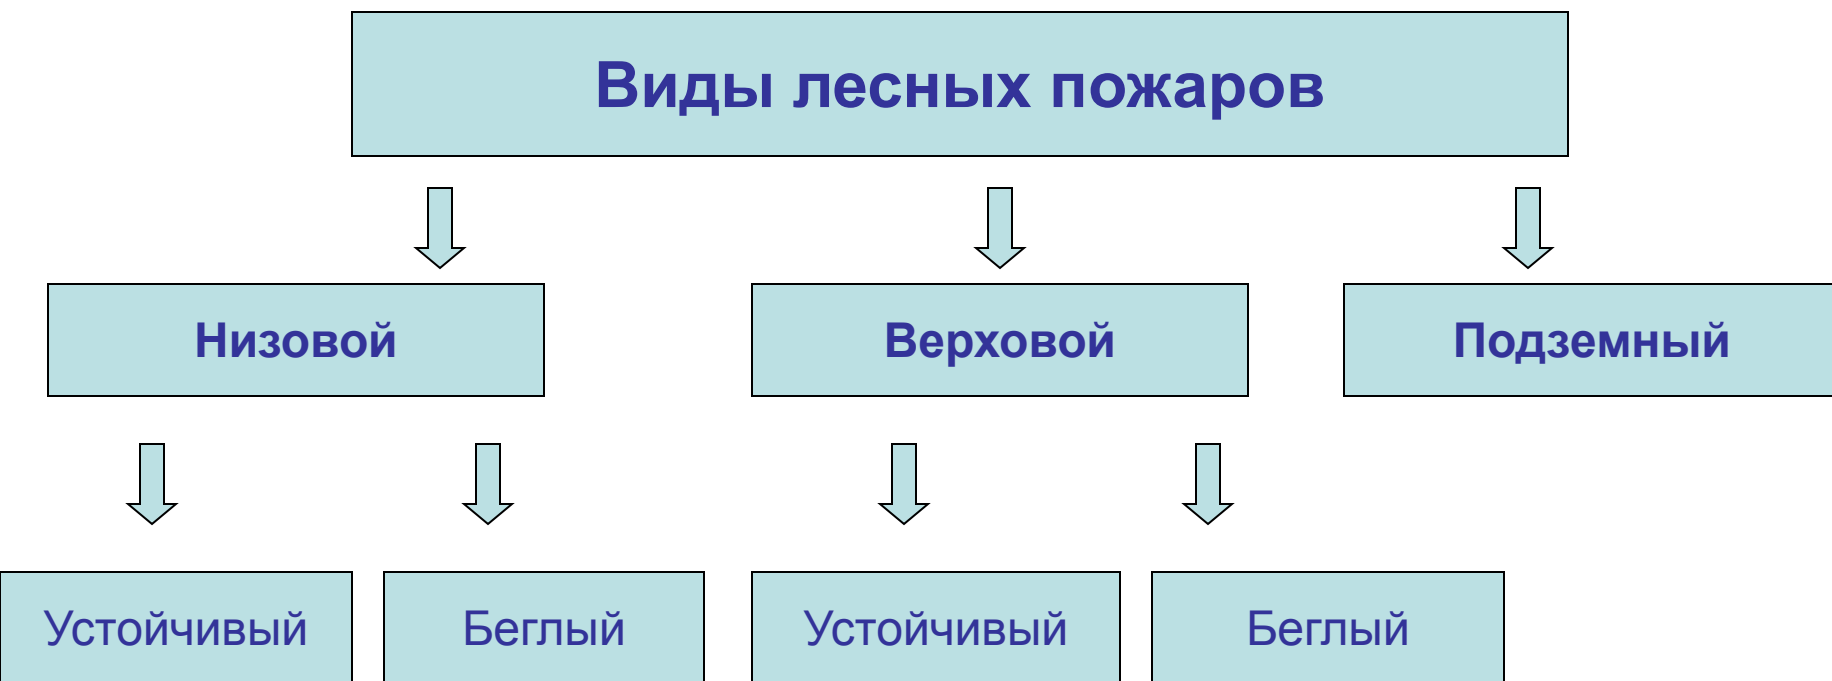 Виды лесных пожаров
Низовой
Верховой
Подземный
Устойчивый
Беглый
Устойчивый
Беглый